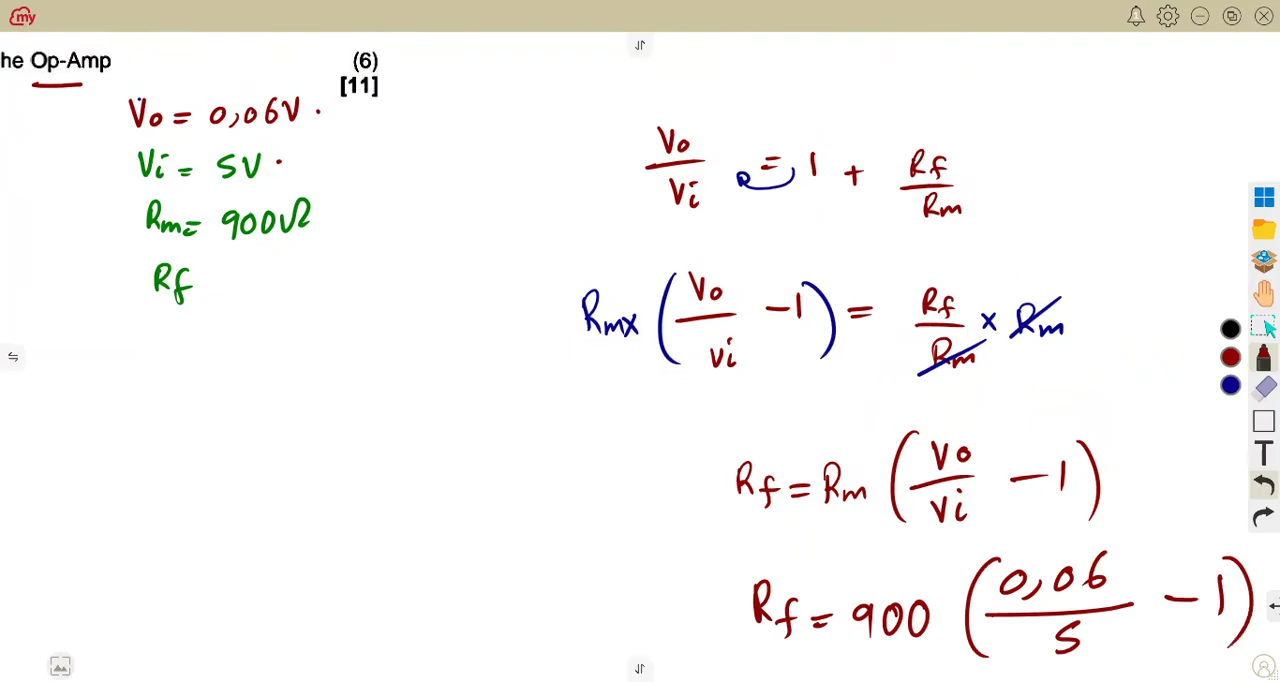 my
he Op-Amp (6)
[11]
Vo = 0,06V .
Vi = 5V .
Rm = 900Ω
Rf
Vo/Vi = 1 + Rf/Rm
Rm x (Vo/Vi - 1) = Rf/Rm x Rm
Rf = Rm (Vo/Vi - 1)
Rf = 900 (0,06/5 - 1)
T